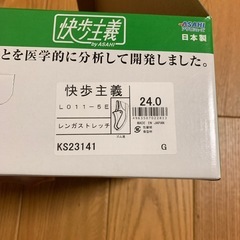 快歩主義
by ASAHI
ASAHI
日本製
とを医学的に分析して開発しました。
快歩主義
24.0
L011-5E
レンガストレッチ
MADE IN JAPAN
KS23141
G